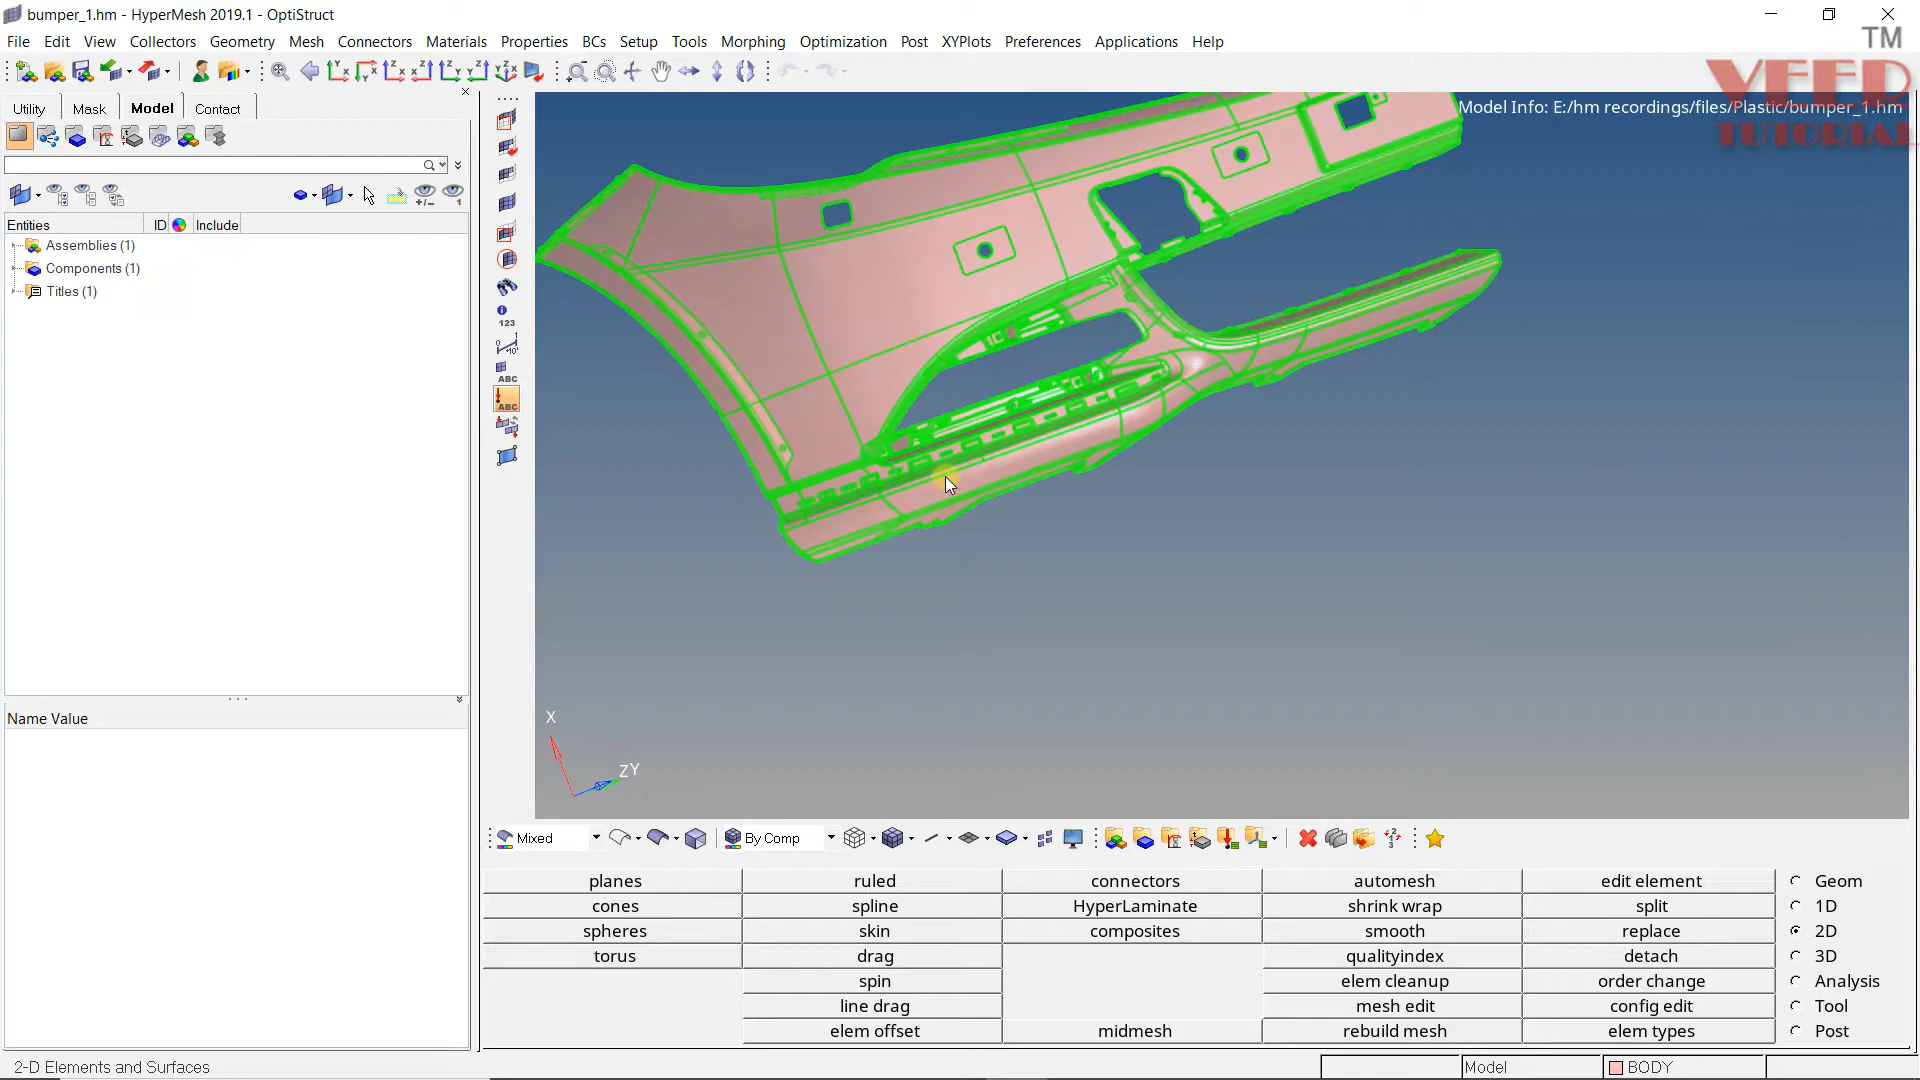 bumper_1.hm - HyperMesh 2019.1 - OptiStruct
TM
File Edit View Collectors Geometry Mesh Connectors Materials Properties BCs Setup Tools Morphing Optimization Post XYPlots Preferences Applications Help
VEED
TUTORIAL
Utility Mask Model Contact
Model Info: E:/hm recordings/files/Plastic/bumper_1.hm
Entities ID Include
Assemblies (1)
Components (1)
Titles (1)
123
ABC
ABC
Name Value
X
ZY
Mixed By Comp
planes ruled connectors automesh edit element Geom
cones spline HyperLaminate shrink wrap split 1D
spheres skin composites smooth replace 2D
torus drag qualityindex detach 3D
spin elem cleanup order change Analysis
line drag mesh edit config edit Tool
elem offset midmesh rebuild mesh elem types Post
2-D Elements and Surfaces Model BODY